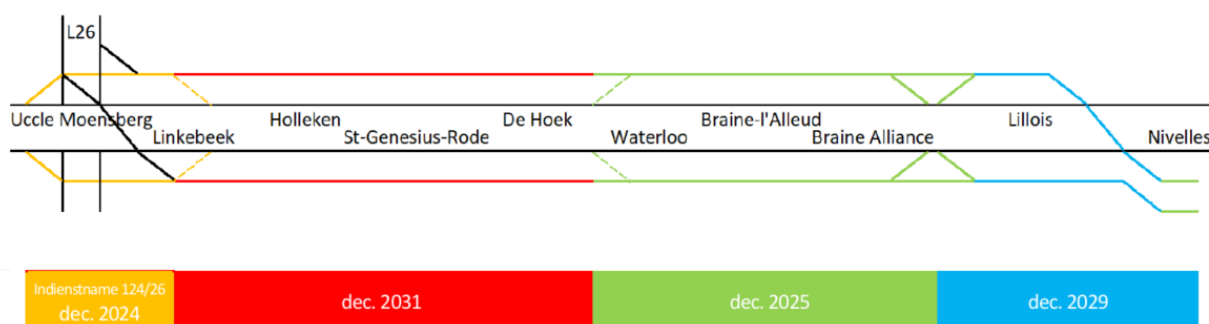 L26
Uccle Moensberg
Holleken
De Hoek
Braine-l'Alleud
Lillois
Linkebeek
St-Genesius-Rode
Waterloo
Braine Alliance
Nivelles
Indienstname 124/26
dec. 2024
dec. 2031
dec. 2025
dec. 2029